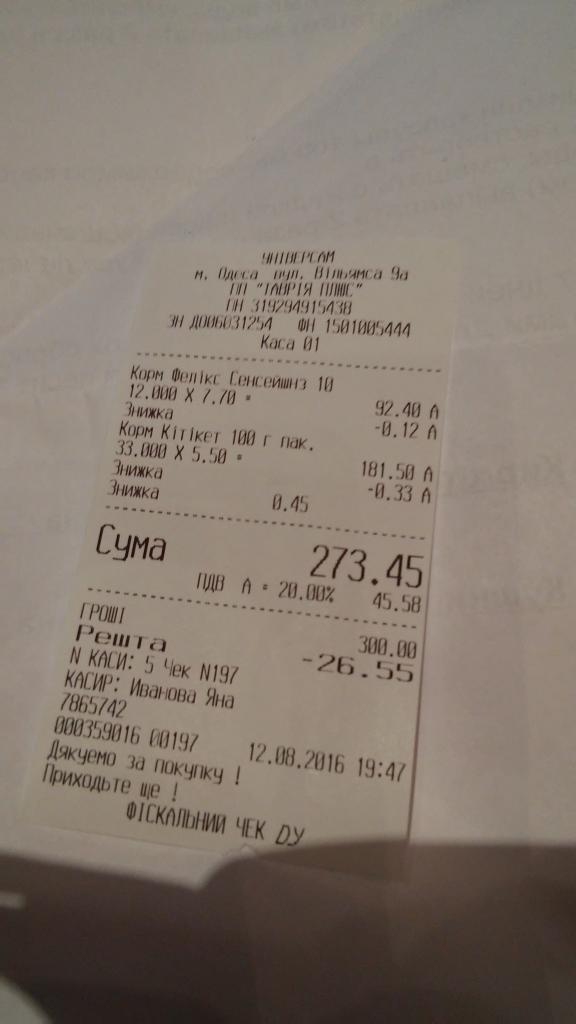 УНІВЕРСАМ
м. Одеса вул. Вільямса 9а
ПП "ТАВРІЯ ПЛЮС"
ПН 319294915438
ЗН ДО06031254 ФН 1501005444
Каса 01
Корм Фелікс Сенсейшнз 10
12.000 X 7.70 = 92.40 А
Знижка -0.12 А
Корм Кітікет 100 г пак.
33.000 X 5.50 = 181.50 А
Знижка -0.33 А
Знижка 0.45
Сума 273.45
ПДВ А = 20.00% 45.58
ГРОШІ 300.00
Решта -26.55
N КАСИ: 5 Чек N197
КАСИР: Иванова Яна
7865742
000359016 00197 12.08.2016 19:47
Дякуемо за покупку !
Приходьте ще !
ФІСКАЛЬНИЙ ЧЕК